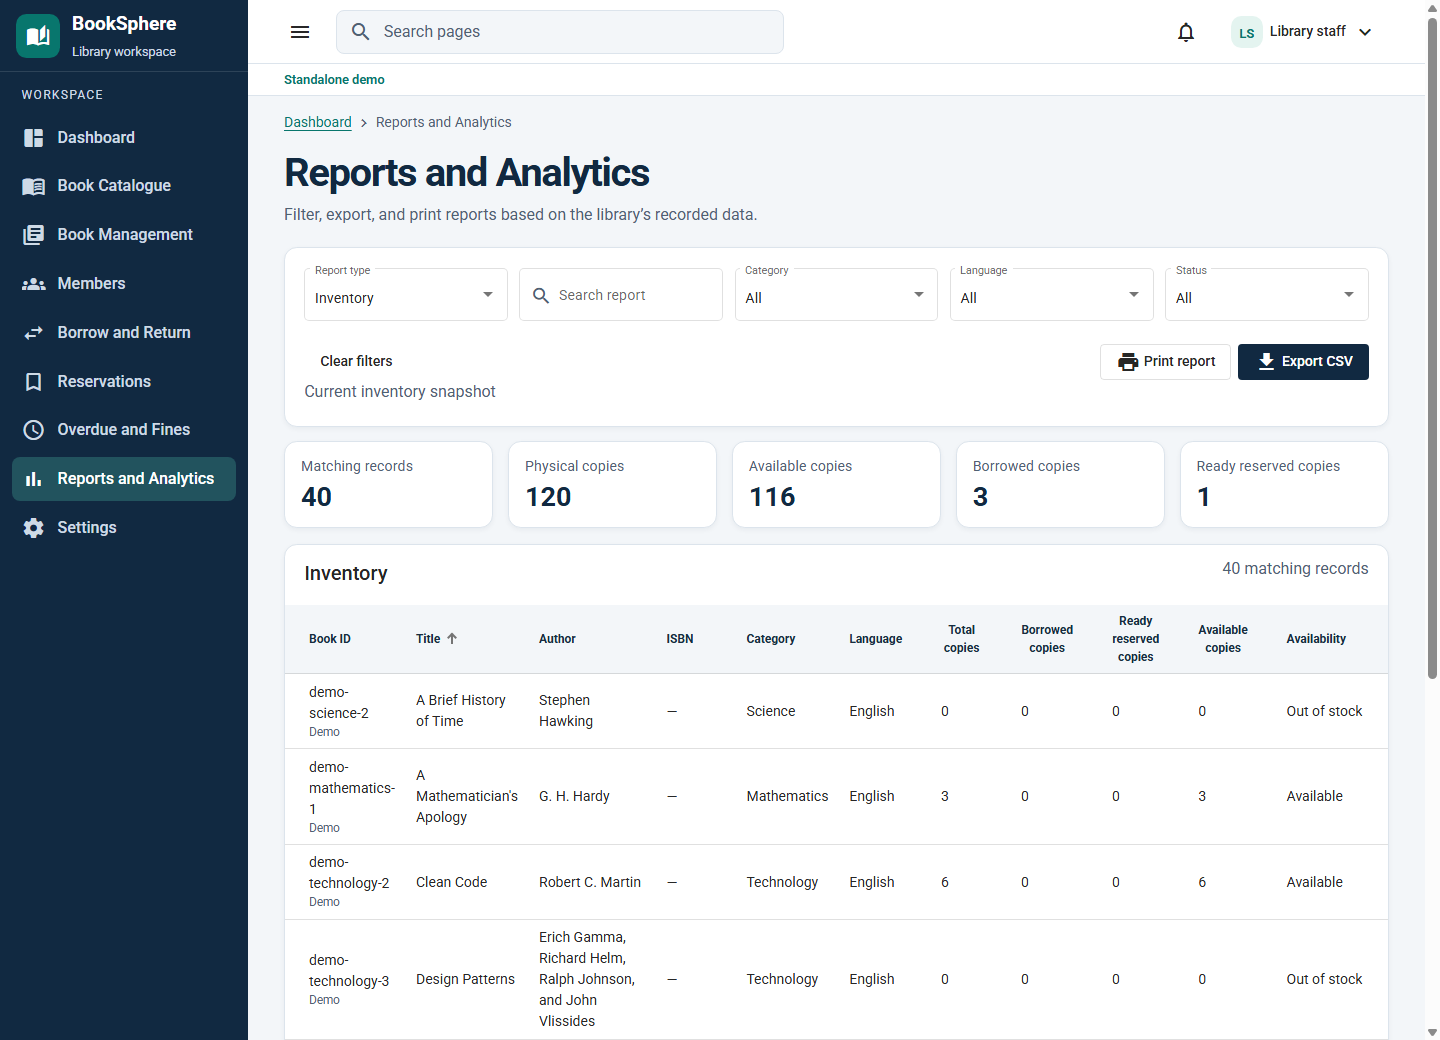 BookSphere
Library workspace
WORKSPACE
Dashboard
Book Catalogue
Book Management
Members
Borrow and Return
Reservations
Overdue and Fines
Reports and Analytics
Settings
Search pages
LS
Library staff
Standalone demo
Dashboard > Reports and Analytics
Reports and Analytics
Filter, export, and print reports based on the library’s recorded data.
Report type
Inventory
Search report
Category
All
Language
All
Status
All
Clear filters
Print report
Export CSV
Current inventory snapshot
Matching records
40
Physical copies
120
Available copies
116
Borrowed copies
3
Ready reserved copies
1
Inventory
40 matching records
Book ID
Title
Author
ISBN
Category
Language
Total
copies
Borrowed
copies
Ready
reserved
copies
Available
copies
Availability
demo-
science-2
Demo
A Brief History
of Time
Stephen
Hawking
—
Science
English
0
0
0
0
Out of stock
demo-
mathematics-
1
Demo
A
Mathematician's
Apology
G. H. Hardy
—
Mathematics
English
3
0
0
3
Available
demo-
technology-2
Demo
Clean Code
Robert C. Martin
—
Technology
English
6
0
0
6
Available
demo-
technology-3
Demo
Design Patterns
Erich Gamma,
Richard Helm,
Ralph Johnson,
and John
Vlissides
—
Technology
English
0
0
0
0
Out of stock